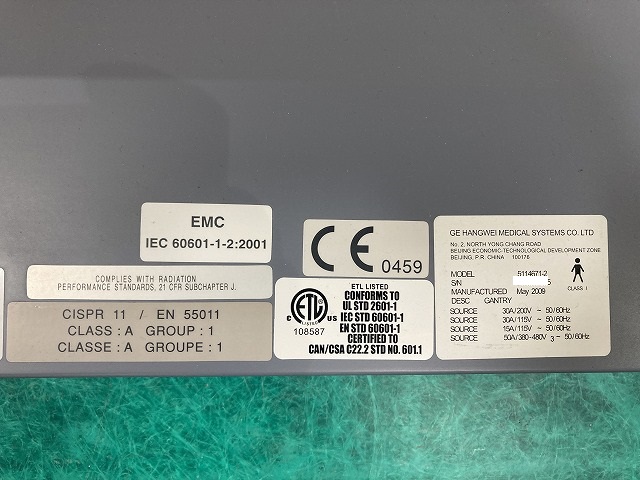 EMC
IEC 60601-1-2:2001
COMPLIES WITH RADIATION
PERFORMANCE STANDARDS, 21 CFR SUBCHAPTER J.
CISPR 11 / EN 55011
CLASS : A GROUP : 1
CLASSE : A GROUPE : 1
CE 0459
ETL LISTED
CONFORMS TO
UL STD 2601-1
IEC STD 60601-1
EN STD 60601-1
CERTIFIED TO
CAN/CSA C22.2 STD NO. 601.1
C ETL US
LISTED
108587
GE HANGWEI MEDICAL SYSTEMS CO. LTD
No. 2, NORTH YONG CHANG ROAD
BEIJING ECONOMIC-TECHNOLOGICAL DEVELOPMENT ZONE
BEIJING, P.R. CHINA 100176
MODEL 5114671-2
S/N 5
MANUFACTURED May 2009
DESC GANTRY
CLASS I
SOURCE 30A/200V ~ 50/60Hz
SOURCE 30A/115V ~ 50/60Hz
SOURCE 15A/115V ~ 50/60Hz
SOURCE 50A/380-480V 3~ 50/60Hz